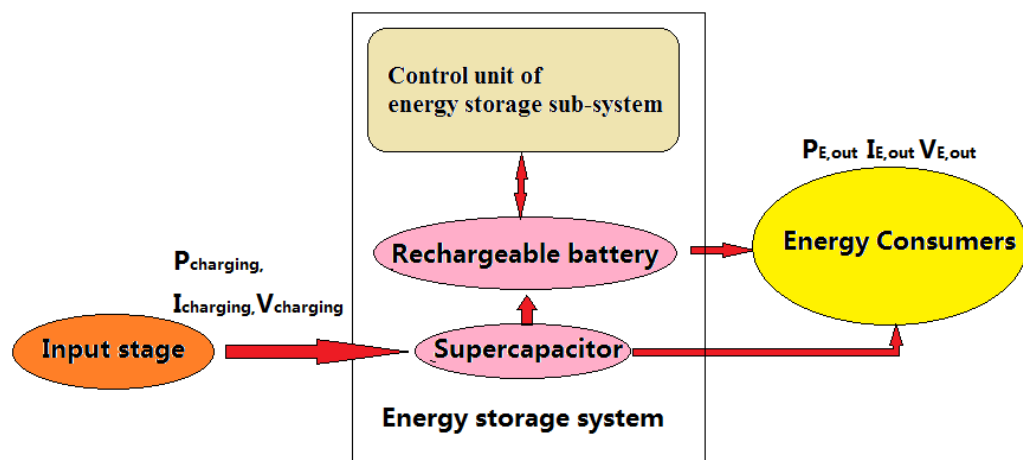 Control unit of
energy storage sub-system
PE,out IE,out VE,out
Rechargeable battery
Energy Consumers
Pcharging,
Icharging,Vcharging
Input stage
Supercapacitor
Energy storage system